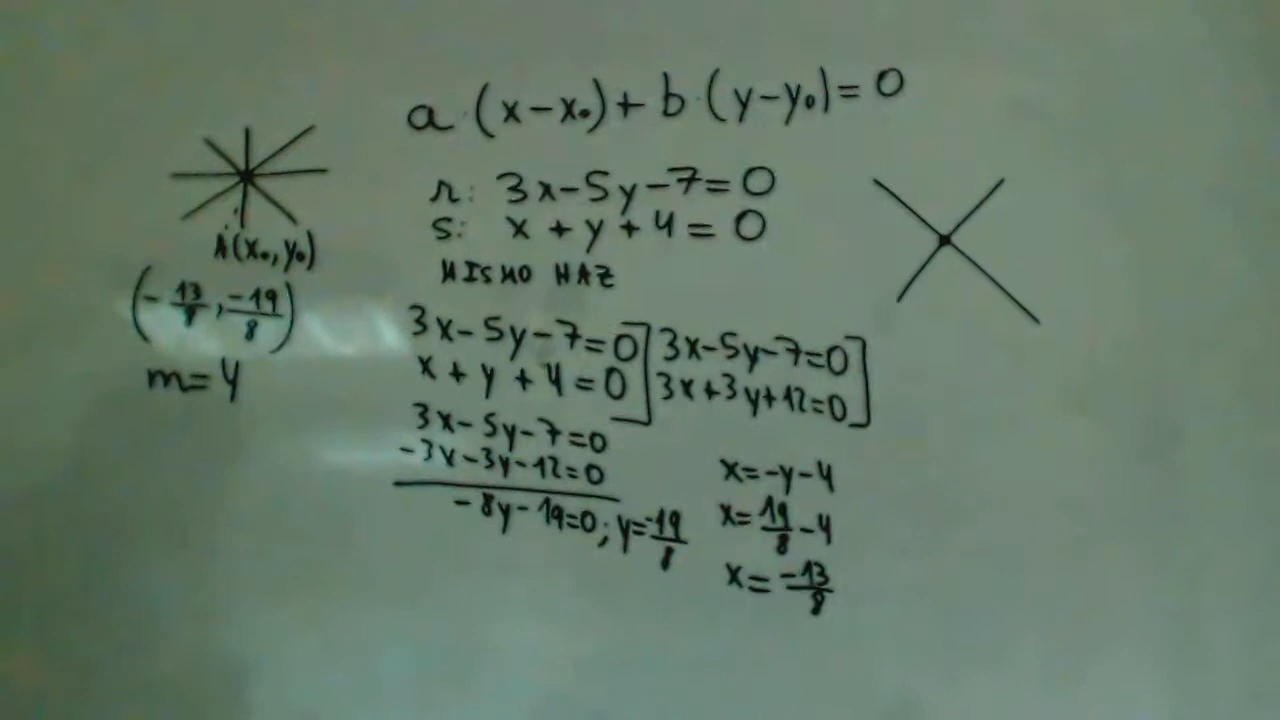 a·(x-x₀)+b·(y-y₀)=0
r: 3x-5y-7=0
s: x+y+4=0
MISMO HAZ
A(x₀,y₀)
(-13/8, -19/8)
m=4
3x-5y-7=0
x+y+4=0
3x-5y-7=0
3x+3y+12=0
3x-5y-7=0
-3x-3y-12=0
-8y-19=0; y=-19/8
x=-y-4
x=19/8-4
x=-13/8